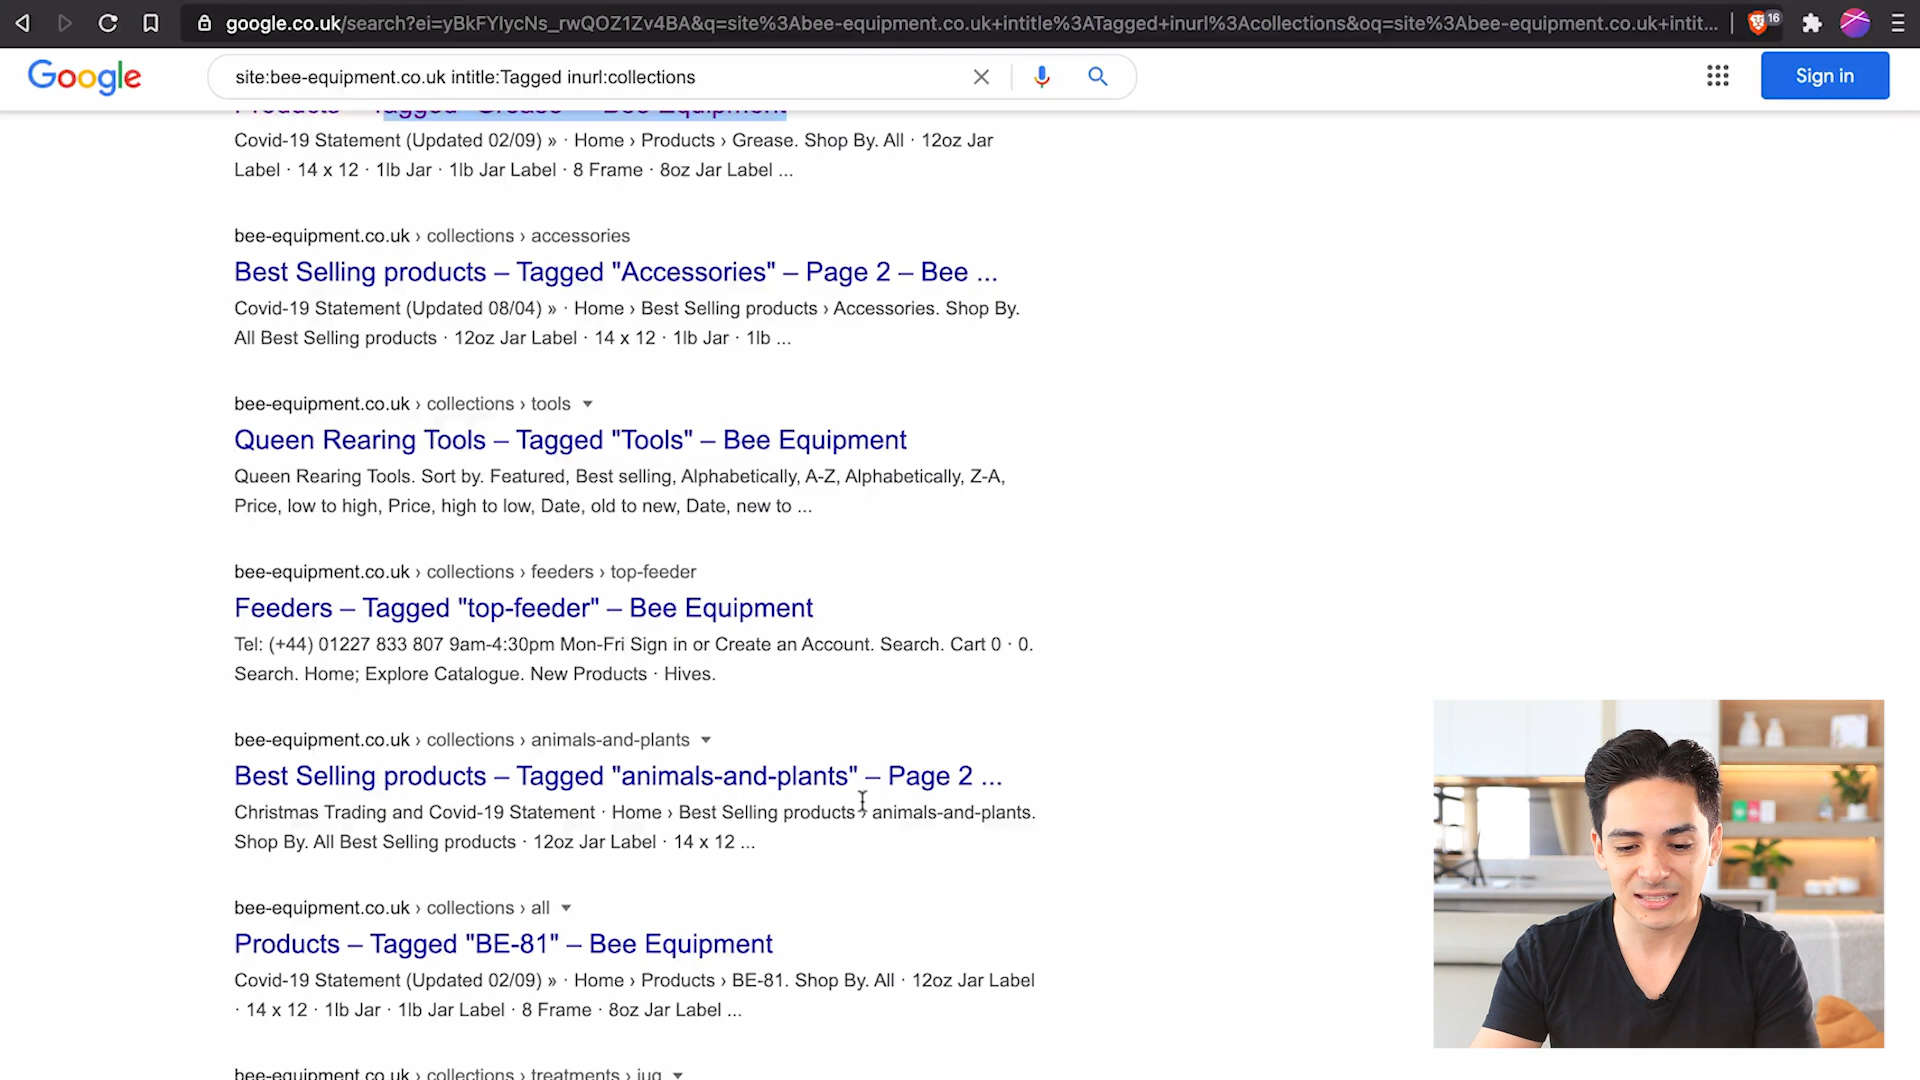 google.co.uk/search?ei=yBkFYIycNs_rwQOZ1Zv4BA&q=site%3Abee-equipment.co.uk+intitle%3ATagged+inurl%3Acollections&oq=site%3Abee-equipment.co.uk+intit...
16
Google
site:bee-equipment.co.uk intitle:Tagged inurl:collections
Sign in
Products – Tagged "Grease" – Bee Equipment
Covid-19 Statement (Updated 02/09) » · Home › Products › Grease. Shop By. All · 12oz Jar
Label · 14 x 12 · 1lb Jar · 1lb Jar Label · 8 Frame · 8oz Jar Label ...
bee-equipment.co.uk › collections › accessories
Best Selling products – Tagged "Accessories" – Page 2 – Bee ...
Covid-19 Statement (Updated 08/04) » · Home › Best Selling products › Accessories. Shop By.
All Best Selling products · 12oz Jar Label · 14 x 12 · 1lb Jar · 1lb ...
bee-equipment.co.uk › collections › tools
Queen Rearing Tools – Tagged "Tools" – Bee Equipment
Queen Rearing Tools. Sort by. Featured, Best selling, Alphabetically, A-Z, Alphabetically, Z-A,
Price, low to high, Price, high to low, Date, old to new, Date, new to ...
bee-equipment.co.uk › collections › feeders › top-feeder
Feeders – Tagged "top-feeder" – Bee Equipment
Tel: (+44) 01227 833 807 9am-4:30pm Mon-Fri Sign in or Create an Account. Search. Cart 0 · 0.
Search. Home; Explore Catalogue. New Products · Hives.
bee-equipment.co.uk › collections › animals-and-plants
Best Selling products – Tagged "animals-and-plants" – Page 2 ...
Christmas Trading and Covid-19 Statement · Home › Best Selling products › animals-and-plants.
Shop By. All Best Selling products · 12oz Jar Label · 14 x 12 ...
bee-equipment.co.uk › collections › all
Products – Tagged "BE-81" – Bee Equipment
Covid-19 Statement (Updated 02/09) » · Home › Products › BE-81. Shop By. All · 12oz Jar Label
· 14 x 12 · 1lb Jar · 1lb Jar Label · 8 Frame · 8oz Jar Label ...
bee-equipment.co.uk › collections › treatments › jug